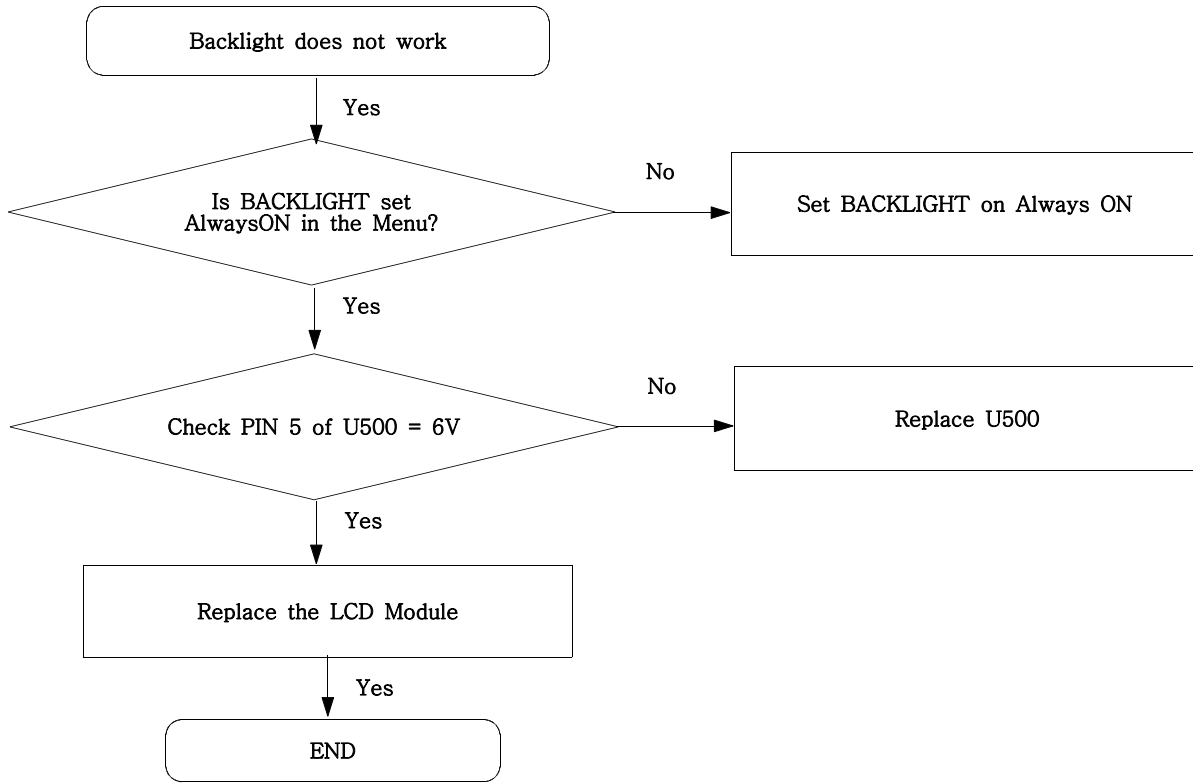 Backlight does not work
Yes
Is BACKLIGHT set
AlwaysON in the Menu?
No
Set BACKLIGHT on Always ON
Yes
Check PIN 5 of U500 = 6V
No
Replace U500
Yes
Replace the LCD Module
Yes
END